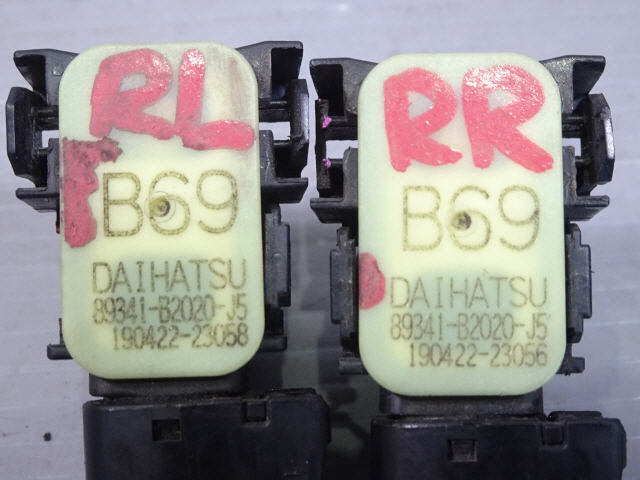 RL
B69
DAIHATSU
89341-B2020-J5
190422-23058
RR
B69
DAIHATSU
89341-B2020-J5
190422-23056